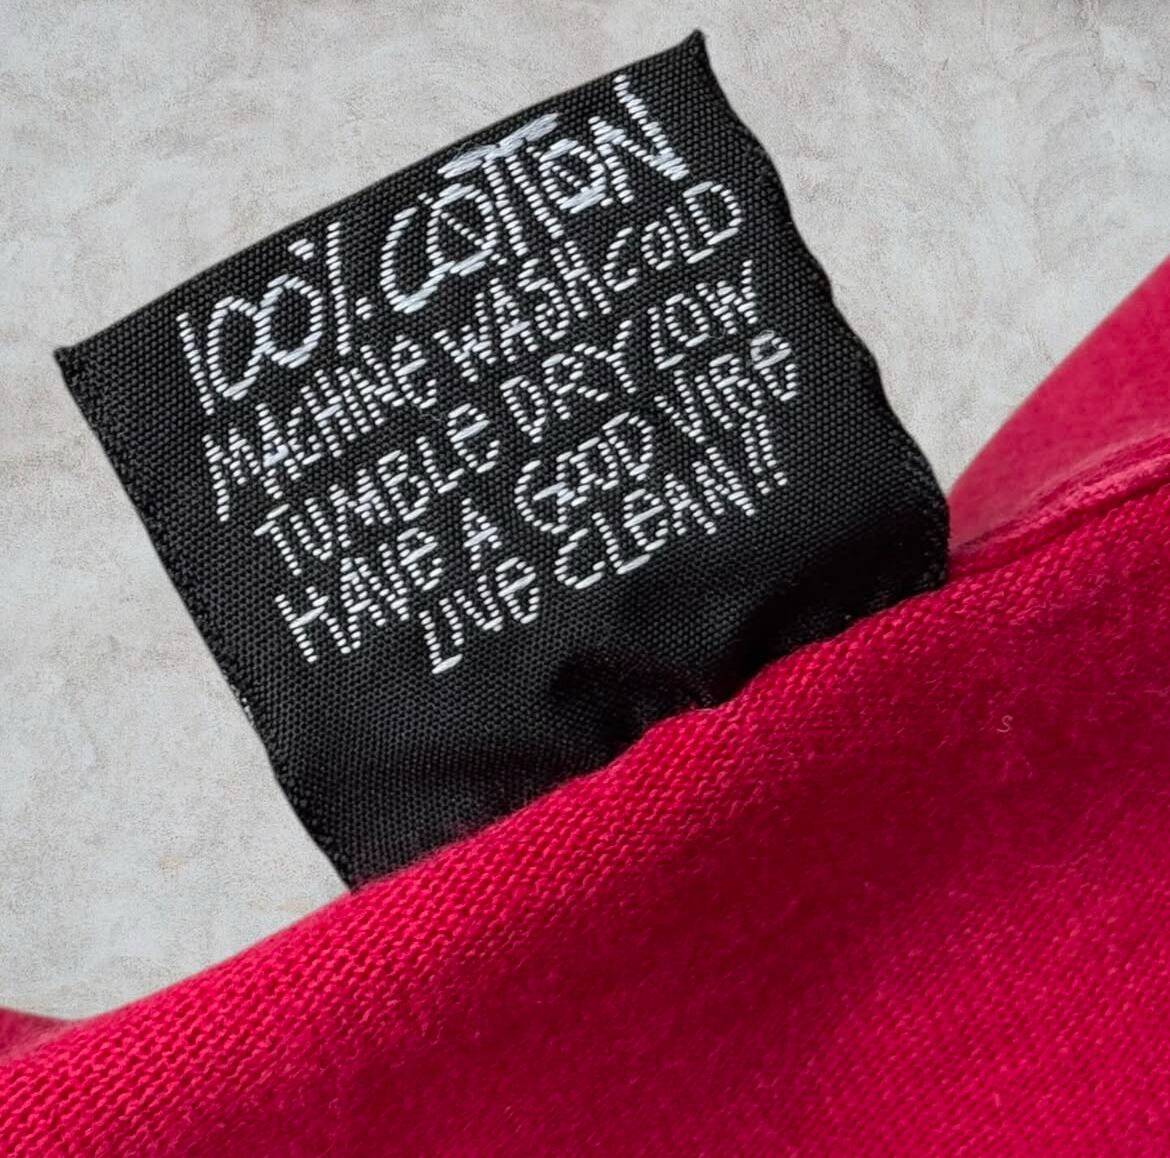 100% COTTON
MACHINE WASH COLD
TUMBLE DRY LOW
HAVE A GOOD VIBE
LIVE CLEAN!!